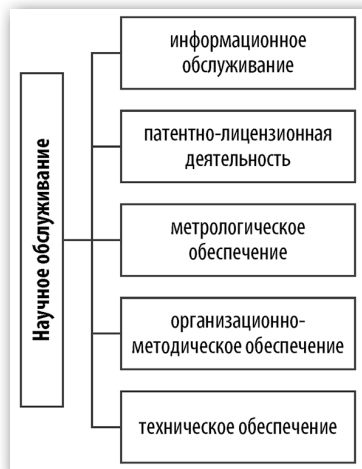 Научное обслуживание
информационное
обслуживание
патентно-лицензионная
деятельность
метрологическое
обеспечение
организационно-
методическое обеспечение
техническое обеспечение